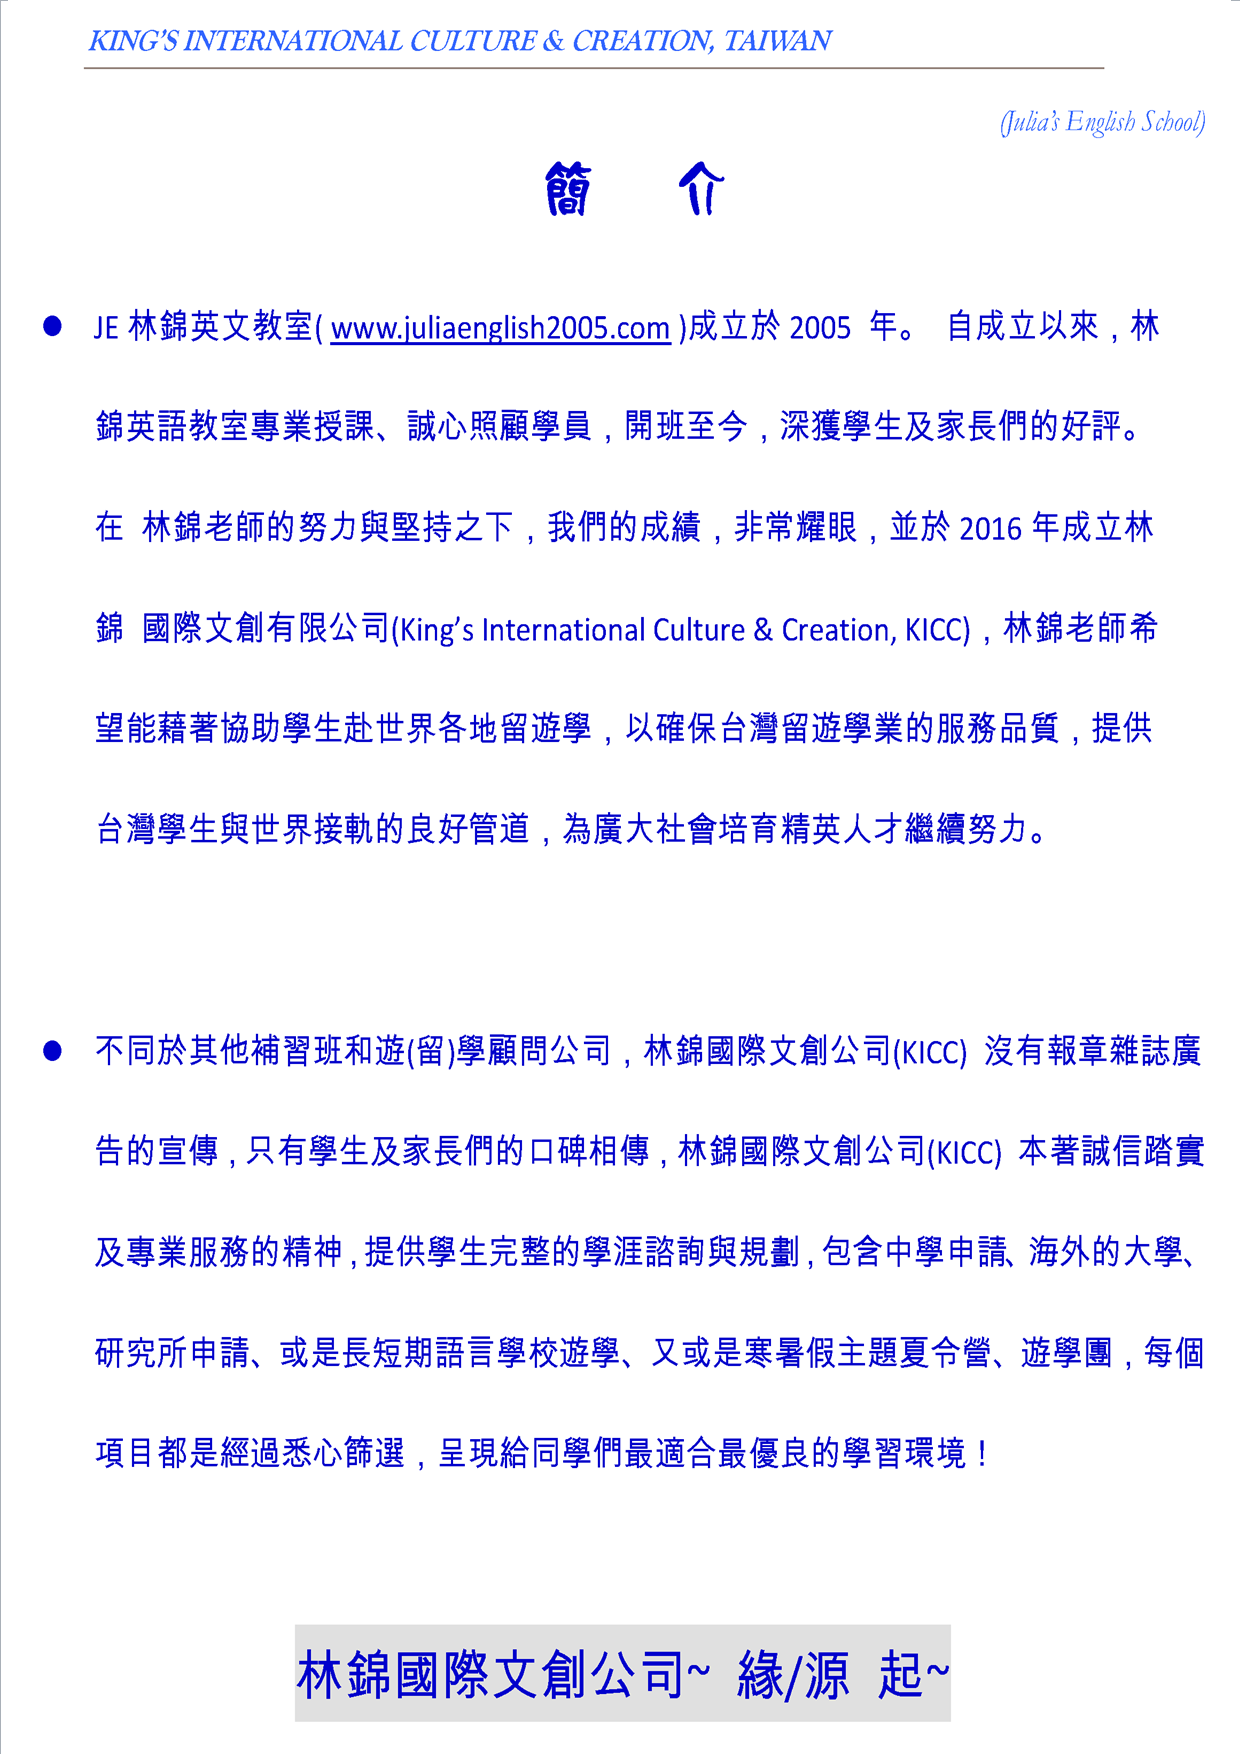 KING'S INTERNATIONAL CULTURE & CREATION, TAIWAN
(Julia's English School)
簡 介
● JE 林錦英文教室( www.juliaenglish2005.com )成立於 2005 年。 自成立以來，林
錦英語教室專業授課、誠心照顧學員，開班至今，深獲學生及家長們的好評。
在 林錦老師的努力與堅持之下，我們的成績，非常耀眼，並於 2016 年成立林
錦 國際文創有限公司(King's International Culture & Creation, KICC)，林錦老師希
望能藉著協助學生赴世界各地留遊學，以確保台灣留遊學業的服務品質，提供
台灣學生與世界接軌的良好管道，為廣大社會培育精英人才繼續努力。
● 不同於其他補習班和遊(留)學顧問公司，林錦國際文創公司(KICC) 沒有報章雜誌廣
告的宣傳，只有學生及家長們的口碑相傳，林錦國際文創公司(KICC) 本著誠信踏實
及專業服務的精神，提供學生完整的學涯諮詢與規劃，包含中學申請、海外的大學、
研究所申請、或是長短期語言學校遊學、又或是寒暑假主題夏令營、遊學團，每個
項目都是經過悉心篩選，呈現給同學們最適合最優良的學習環境！
林錦國際文創公司~ 緣/源 起~